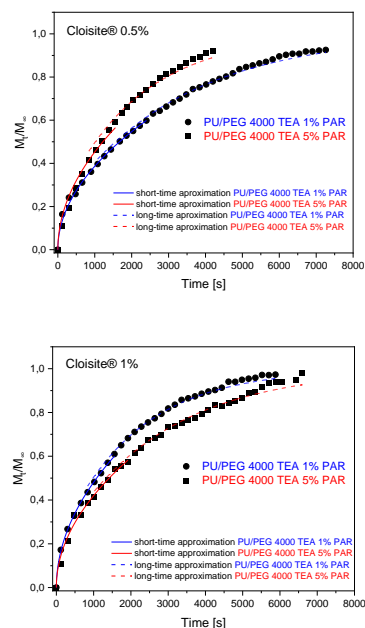 Cloisite® 0.5%
1,0
0,8
0,6
0,4
0,2
0,0
Mt/M∞
PU/PEG 4000 TEA 1% PAR
PU/PEG 4000 TEA 5% PAR
short-time aproximation PU/PEG 4000 TEA 1% PAR
short-time aproximation PU/PEG 4000 TEA 5% PAR
long-time aproximation PU/PEG 4000 TEA 1% PAR
long-time aproximation PU/PEG 4000 TEA 5% PAR
0 1000 2000 3000 4000 5000 6000 7000 8000
Time [s]
Cloisite® 1%
1,0
0,8
0,6
0,4
0,2
0,0
Mt/M∞
PU/PEG 4000 TEA 1% PAR
PU/PEG 4000 TEA 5% PAR
short-time approximation PU/PEG 4000 TEA 1% PAR
short-time approximation PU/PEG 4000 TEA 5% PAR
long-time approximation PU/PEG 4000 TEA 1% PAR
long-time approximation PU/PEG 4000 TEA 5% PAR
0 1000 2000 3000 4000 5000 6000 7000 8000
Time [s]